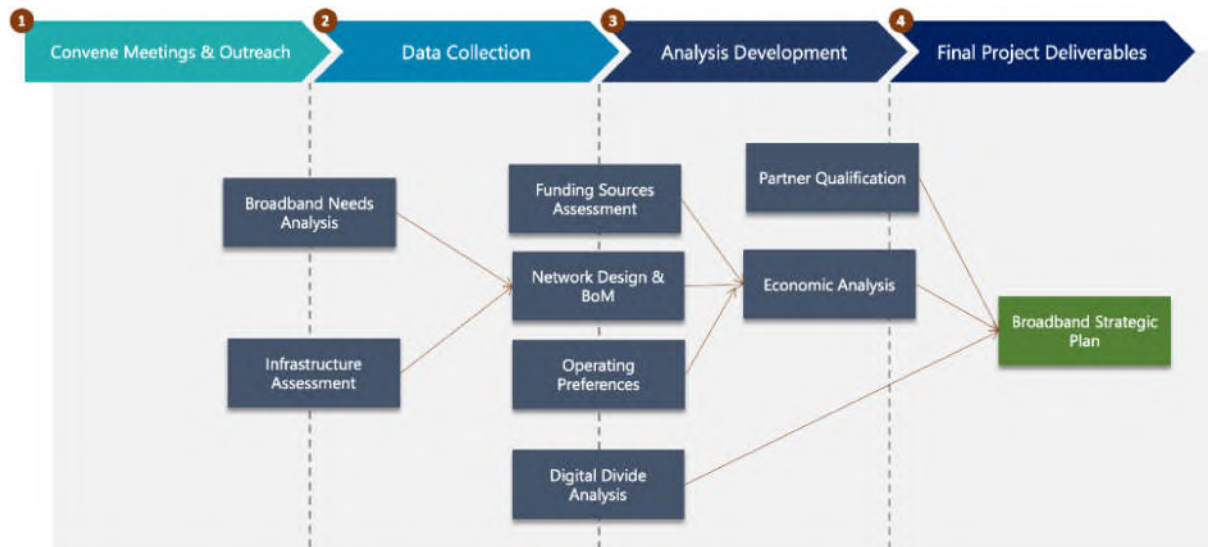 1
Convene Meetings & Outreach
2
Data Collection
3
Analysis Development
4
Final Project Deliverables
Broadband Needs
Analysis
Infrastructure
Assessment
Funding Sources
Assessment
Network Design &
BoM
Operating
Preferences
Digital Divide
Analysis
Partner Qualification
Economic Analysis
Broadband Strategic
Plan